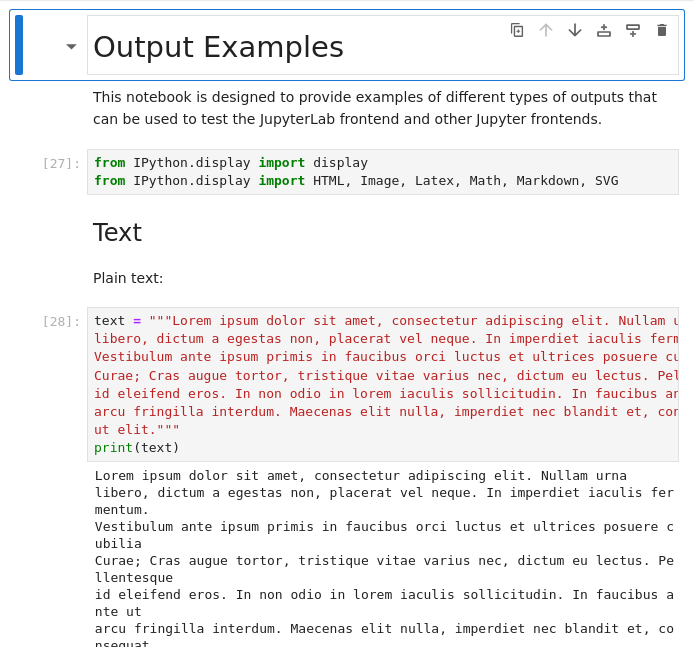 Output Examples
This notebook is designed to provide examples of different types of outputs that
can be used to test the JupyterLab frontend and other Jupyter frontends.
[27]:
from IPython.display import display
from IPython.display import HTML, Image, Latex, Math, Markdown, SVG
Text
Plain text:
[28]:
text = """Lorem ipsum dolor sit amet, consectetur adipiscing elit. Nullam u
libero, dictum a egestas non, placerat vel neque. In imperdiet iaculis ferm
Vestibulum ante ipsum primis in faucibus orci luctus et ultrices posuere cu
Curae; Cras augue tortor, tristique vitae varius nec, dictum eu lectus. Pel
id eleifend eros. In non odio in lorem iaculis sollicitudin. In faucibus an
arcu fringilla interdum. Maecenas elit nulla, imperdiet nec blandit et, con
ut elit."""
print(text)
Lorem ipsum dolor sit amet, consectetur adipiscing elit. Nullam urna
libero, dictum a egestas non, placerat vel neque. In imperdiet iaculis fer
mentum.
Vestibulum ante ipsum primis in faucibus orci luctus et ultrices posuere c
ubilia
Curae; Cras augue tortor, tristique vitae varius nec, dictum eu lectus. Pe
llentesque
id eleifend eros. In non odio in lorem iaculis sollicitudin. In faucibus a
nte ut
arcu fringilla interdum. Maecenas elit nulla, imperdiet nec blandit et, co
nsequat